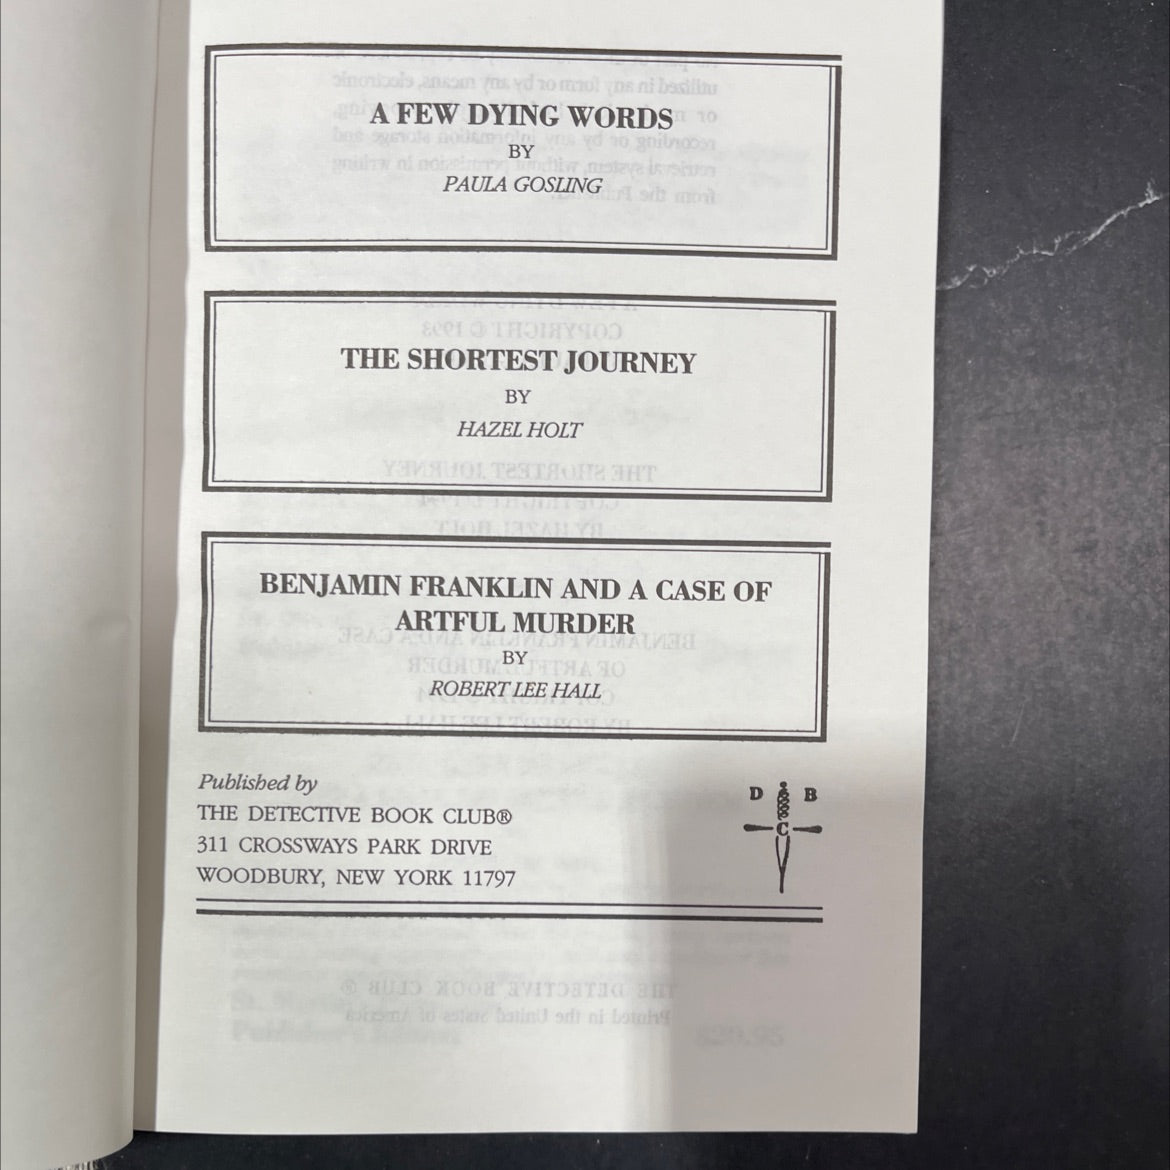 A FEW DYING WORDS
BY
PAULA GOSLING
THE SHORTEST JOURNEY
BY
HAZEL HOLT
BENJAMIN FRANKLIN AND A CASE OF
ARTFUL MURDER
BY
ROBERT LEE HALL
Published by
THE DETECTIVE BOOK CLUB®
311 CROSSWAYS PARK DRIVE
WOODBURY, NEW YORK 11797
D B
C